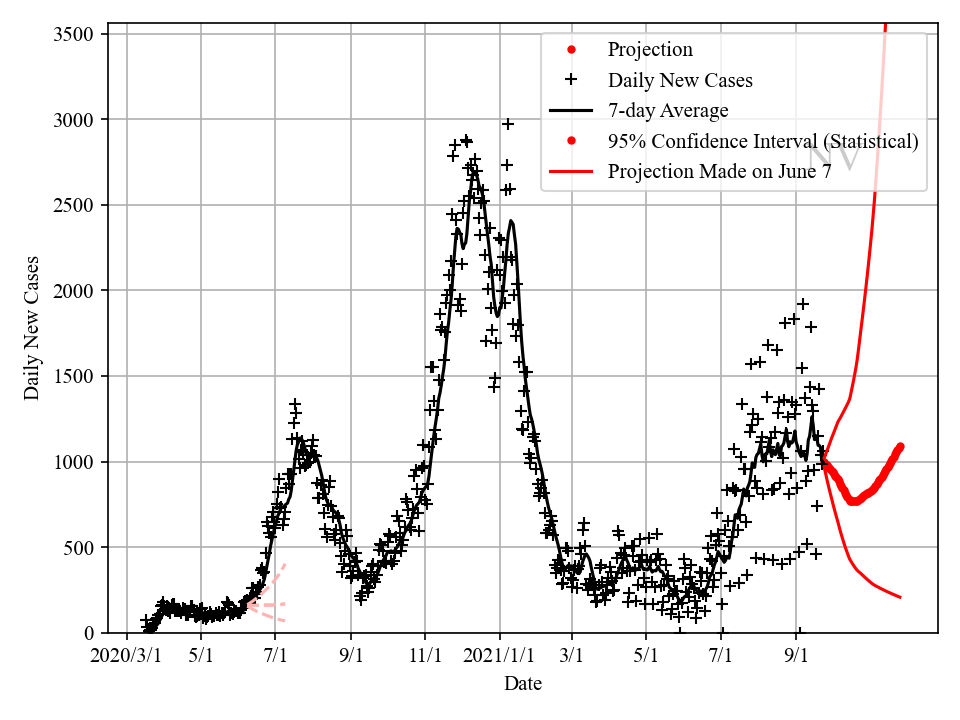 3500
3000
2500
2000
1500
1000
500
0
Daily New Cases
Projection
Daily New Cases
7-day Average
95% Confidence Interval (Statistical)
Projection Made on June 7
NV
2020/3/1 5/1 7/1 9/1 11/1 2021/1/1 3/1 5/1 7/1 9/1
Date